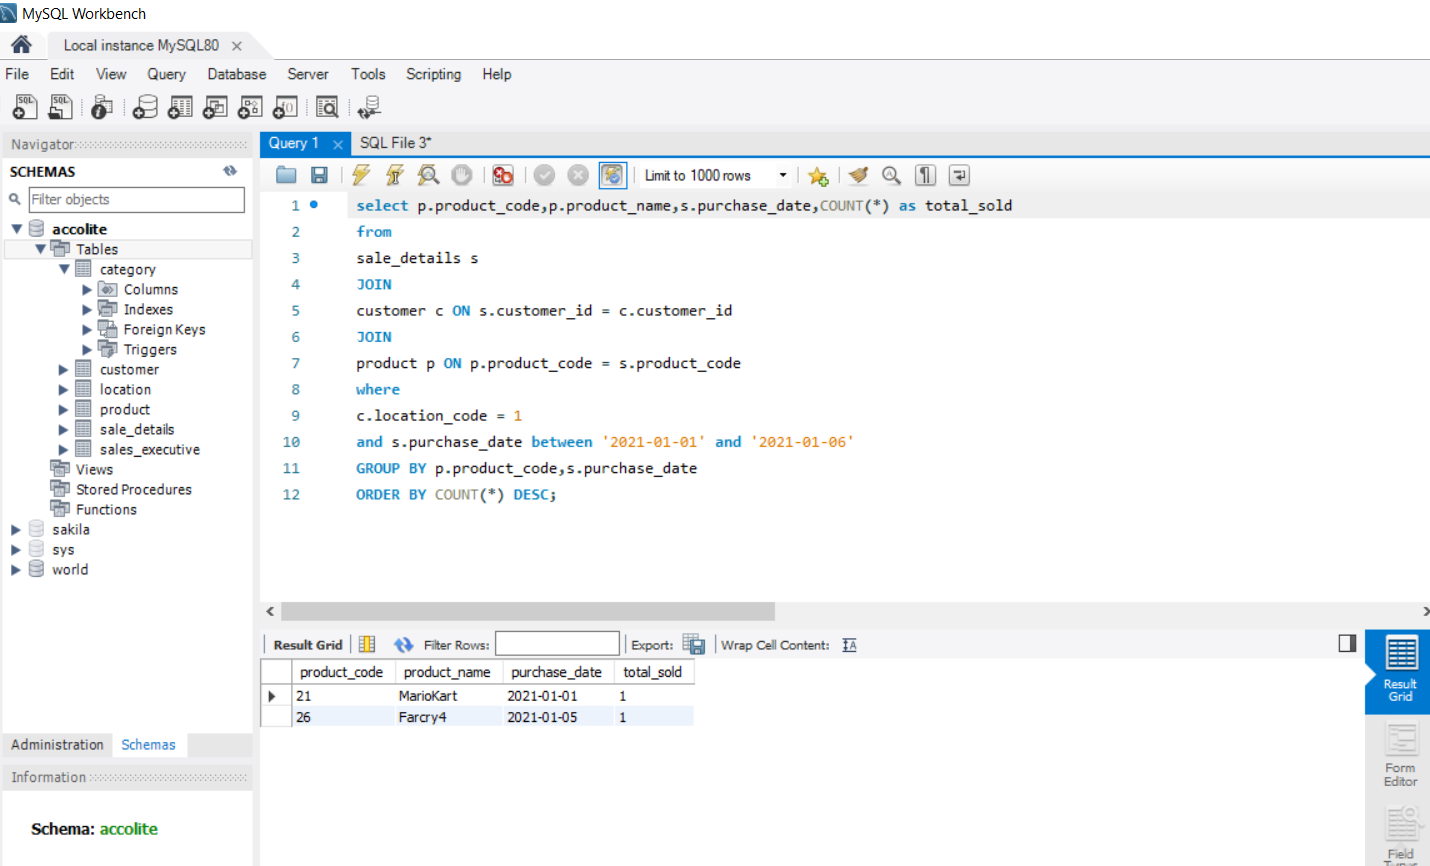 MySQL Workbench
Local instance MySQL80
File Edit View Query Database Server Tools Scripting Help
Navigator
SCHEMAS
Filter objects
accolite
Tables
category
Columns
Indexes
Foreign Keys
Triggers
customer
location
product
sale_details
sales_executive
Views
Stored Procedures
Functions
sakila
sys
world
Administration Schemas
Information
Schema: accolite
Query 1 SQL File 3*
Limit to 1000 rows
1 select p.product_code,p.product_name,s.purchase_date,COUNT(*) as total_sold
2 from
3 sale_details s
4 JOIN
5 customer c ON s.customer_id = c.customer_id
6 JOIN
7 product p ON p.product_code = s.product_code
8 where
9 c.location_code = 1
10 and s.purchase_date between '2021-01-01' and '2021-01-06'
11 GROUP BY p.product_code,s.purchase_date
12 ORDER BY COUNT(*) DESC;
Result Grid Filter Rows: Export: Wrap Cell Content:
product_code product_name purchase_date total_sold
21 MarioKart 2021-01-01 1
26 Farcry4 2021-01-05 1
Result
Grid
Form
Editor
Field